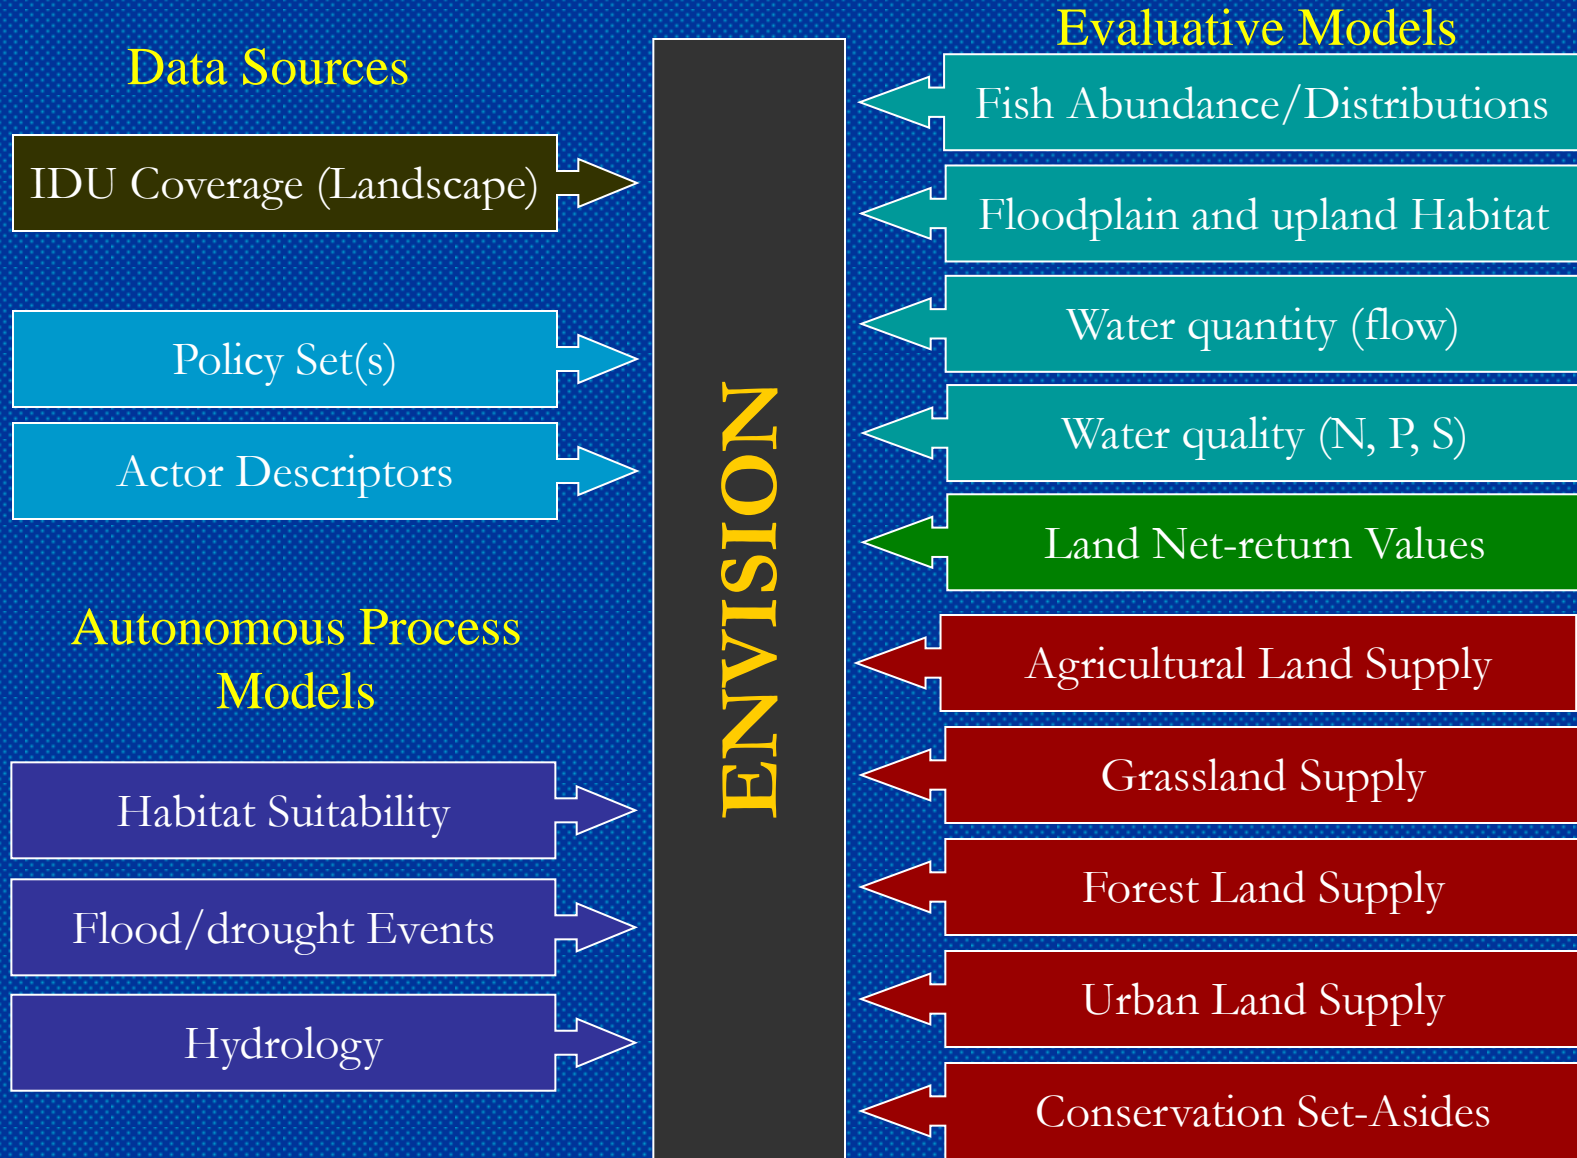 Data Sources
IDU Coverage (Landscape)
Policy Set(s)
Actor Descriptors
Autonomous Process
Models
Habitat Suitability
Flood/drought Events
Hydrology
ENVISION
Evaluative Models
Fish Abundance/Distributions
Floodplain and upland Habitat
Water quantity (flow)
Water quality (N, P, S)
Land Net-return Values
Agricultural Land Supply
Grassland Supply
Forest Land Supply
Urban Land Supply
Conservation Set-Asides